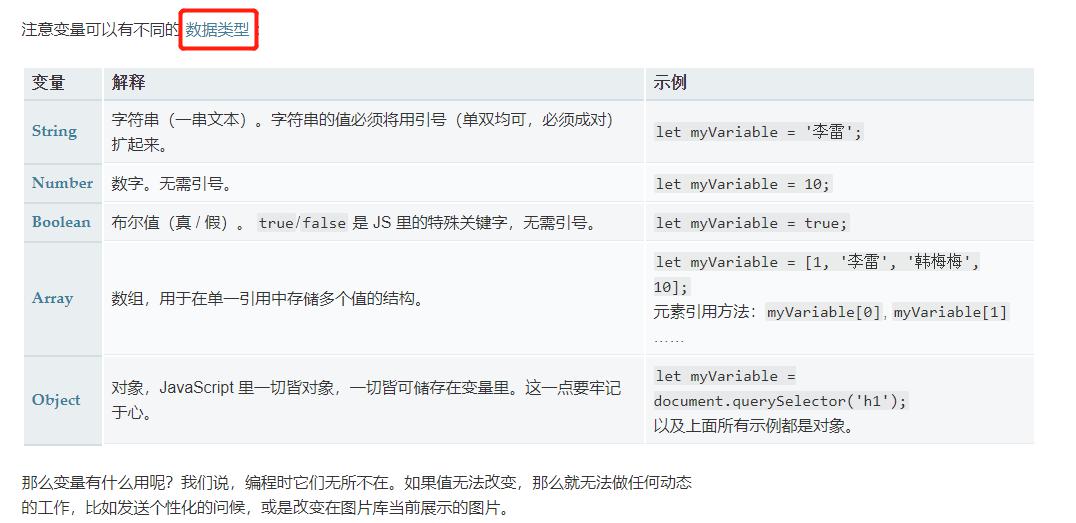 注意变量可以有不同的 数据类型 :
变量 解释 示例
String 字符串（一串文本）。字符串的值必须将用引号（单双均可，必须成对） let myVariable = '李雷';
扩起来。
Number 数字。无需引号。 let myVariable = 10;
Boolean 布尔值（真 / 假）。 true/false 是 JS 里的特殊关键字，无需引号。 let myVariable = true;
Array 数组，用于在单一引用中存储多个值的结构。 let myVariable = [1, '李雷', '韩梅梅',
10];
元素引用方法：myVariable[0], myVariable[1]
……
Object 对象，JavaScript 里一切皆对象，一切皆可储存在变量里。这一点要牢记 let myVariable =
于心。 document.querySelector('h1');
以及上面所有示例都是对象。
那么变量有什么用呢？我们说，编程时它们无所不在。如果值无法改变，那么就无法做任何动态
的工作，比如发送个性化的问候，或是改变在图片库当前展示的图片。